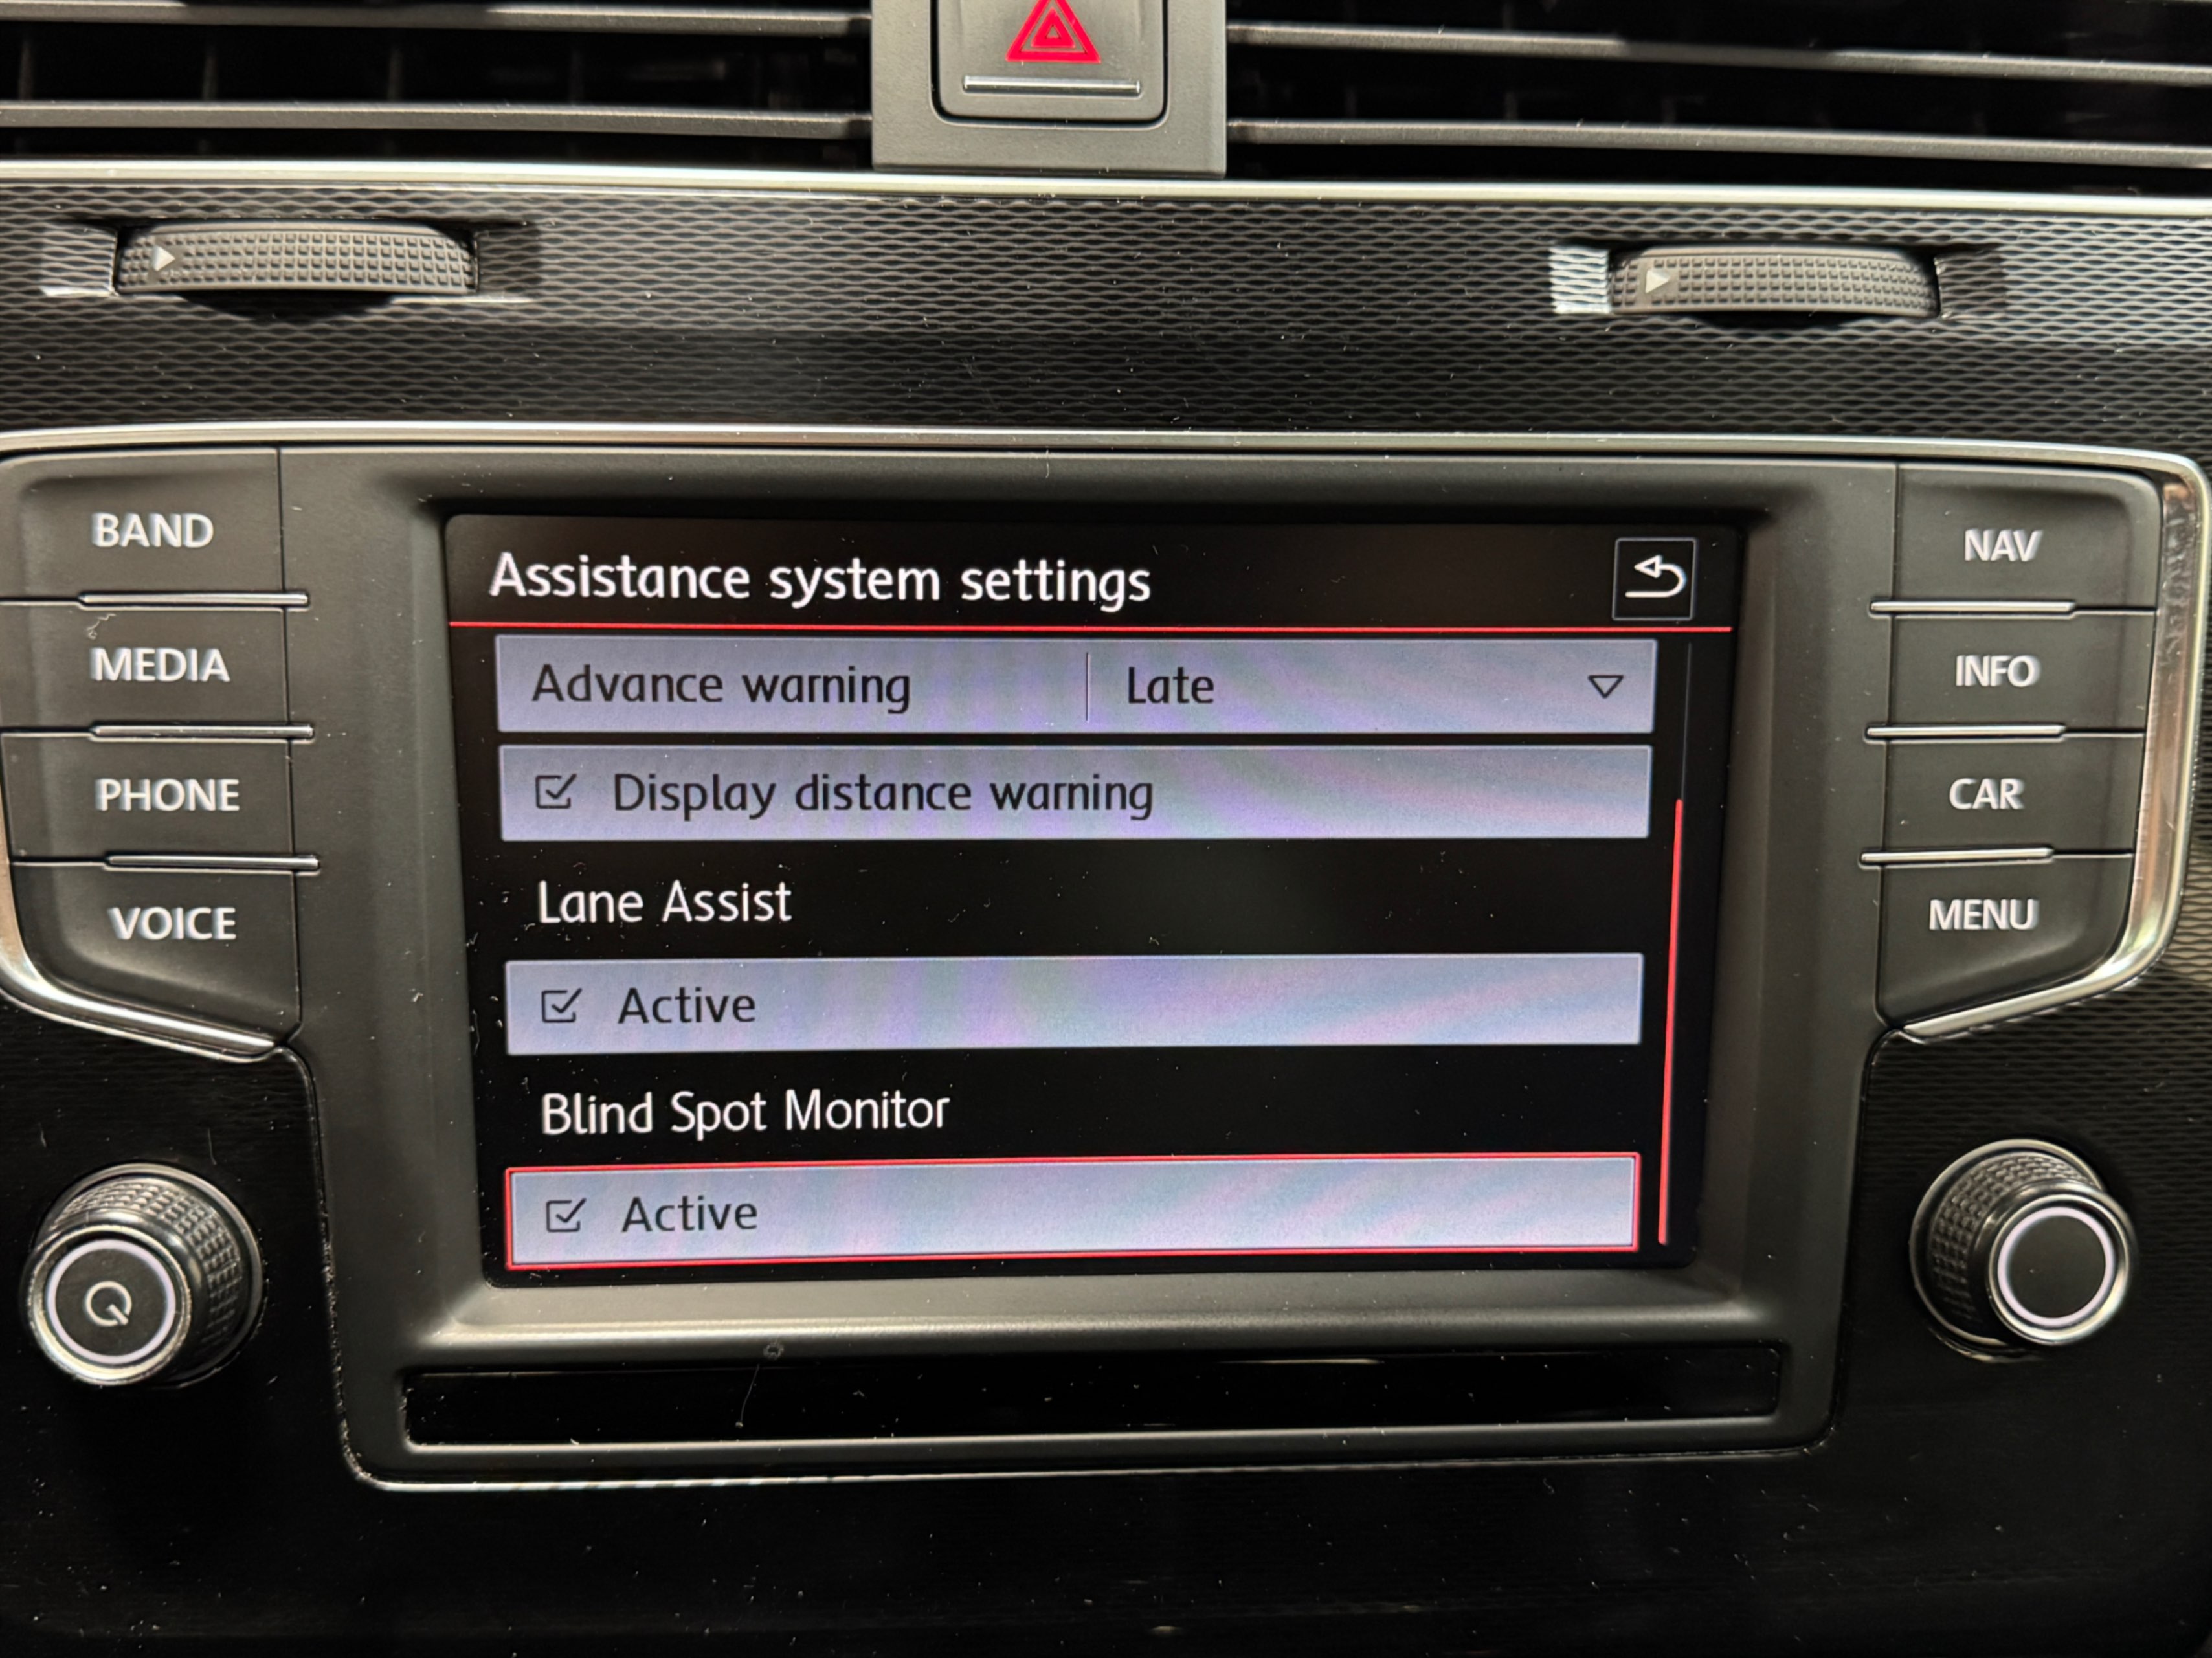 BAND
MEDIA
PHONE
VOICE
Assistance system settings
Advance warning Late
Display distance warning
Lane Assist
Active
Blind Spot Monitor
Active
NAV
INFO
CAR
MENU